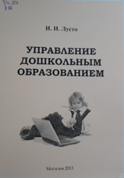 И. И. Лусто
УПРАВЛЕНИЕ
ДОШКОЛЬНЫМ
ОБРАЗОВАНИЕМ